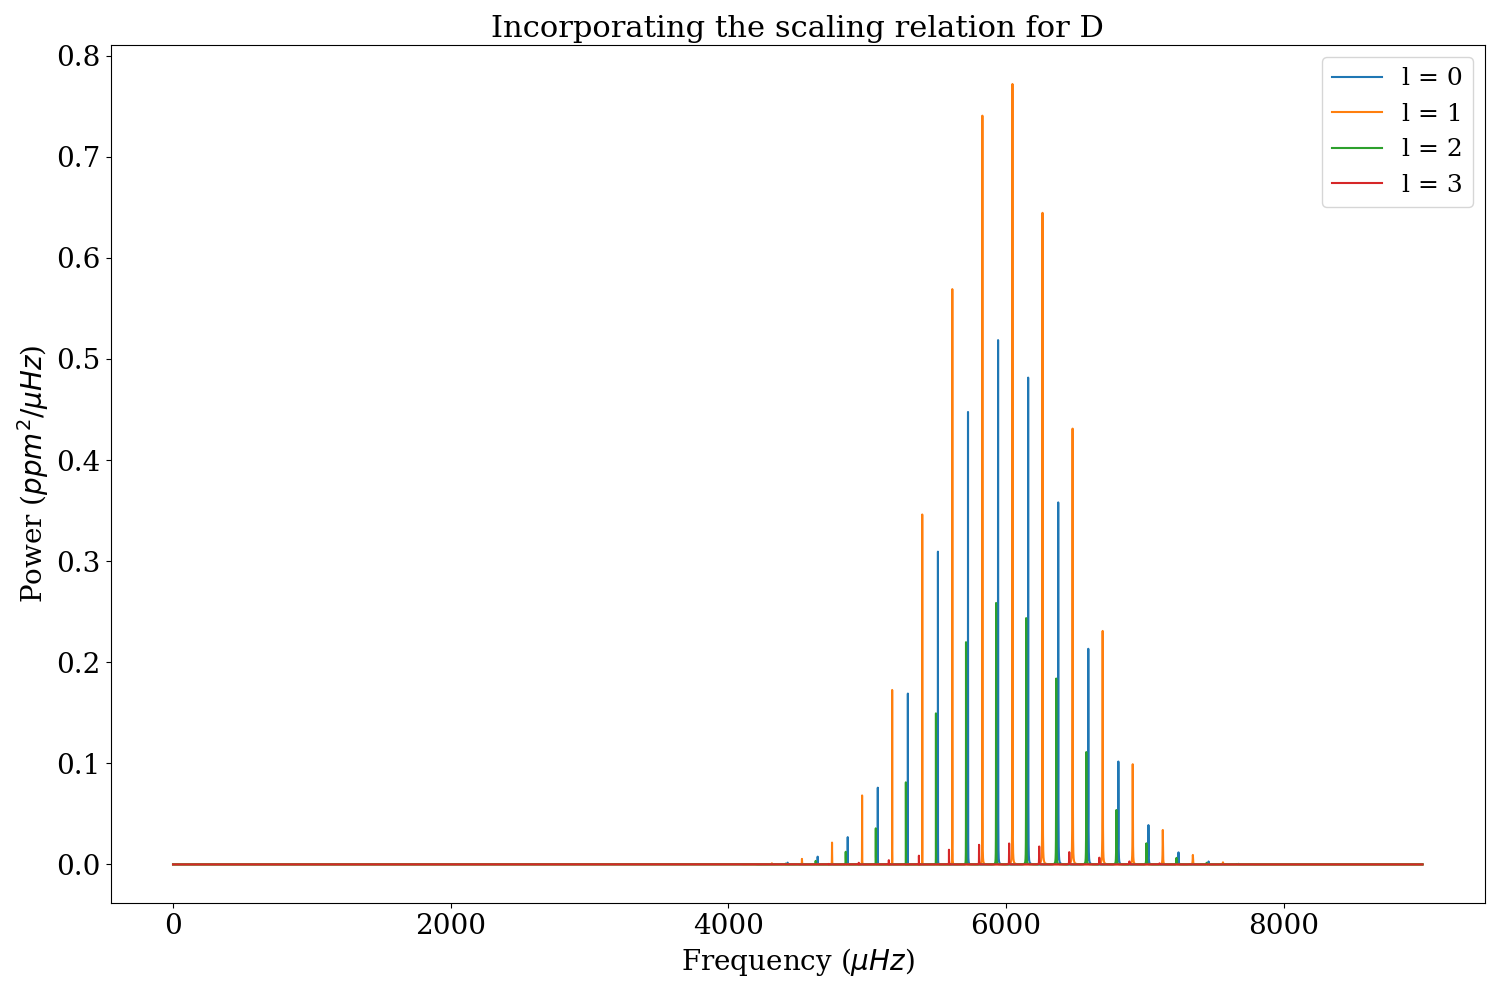 Incorporating the scaling relation for D
0.8
0.7
0.6
0.5
0.4
0.3
0.2
0.1
0.0
Power (ppm²/μHz)
l = 0
l = 1
l = 2
l = 3
0 2000 4000 6000 8000
Frequency (μHz)